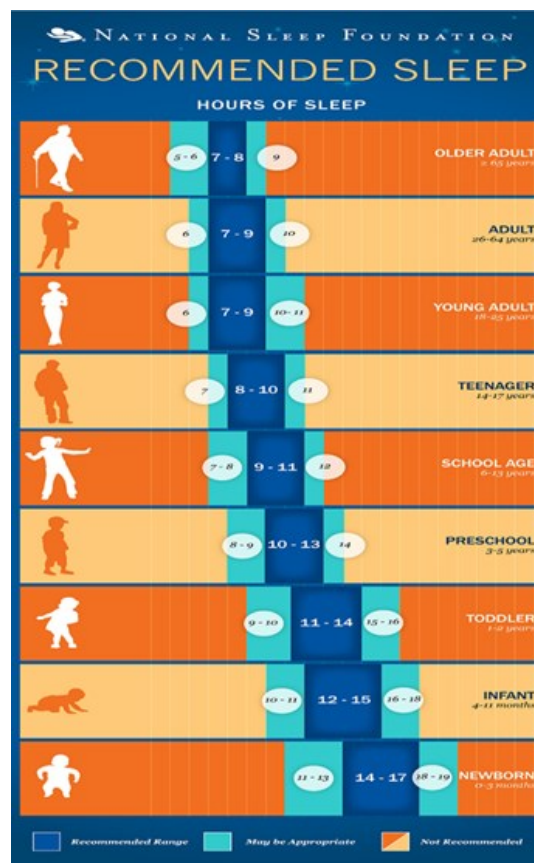 NATIONAL SLEEP FOUNDATION
RECOMMENDED SLEEP
HOURS OF SLEEP
5 - 6 7 - 8 9 OLDER ADULT
≥ 65 years
6 7 - 9 10 ADULT
26-64 years
6 7 - 9 10- 11 YOUNG ADULT
18-25 years
7 8 - 10 11 TEENAGER
14-17 years
7 - 8 9 - 11 12 SCHOOL AGE
6-13 years
8 - 9 10 - 13 14 PRESCHOOL
3-5 years
9 - 10 11 - 14 15 - 16 TODDLER
1-2 years
10 - 11 12 - 15 16 - 18 INFANT
4-11 months
11 - 13 14 - 17 18 - 19 NEWBORN
0-3 months
Recommended Range May be Appropriate Not Recommended